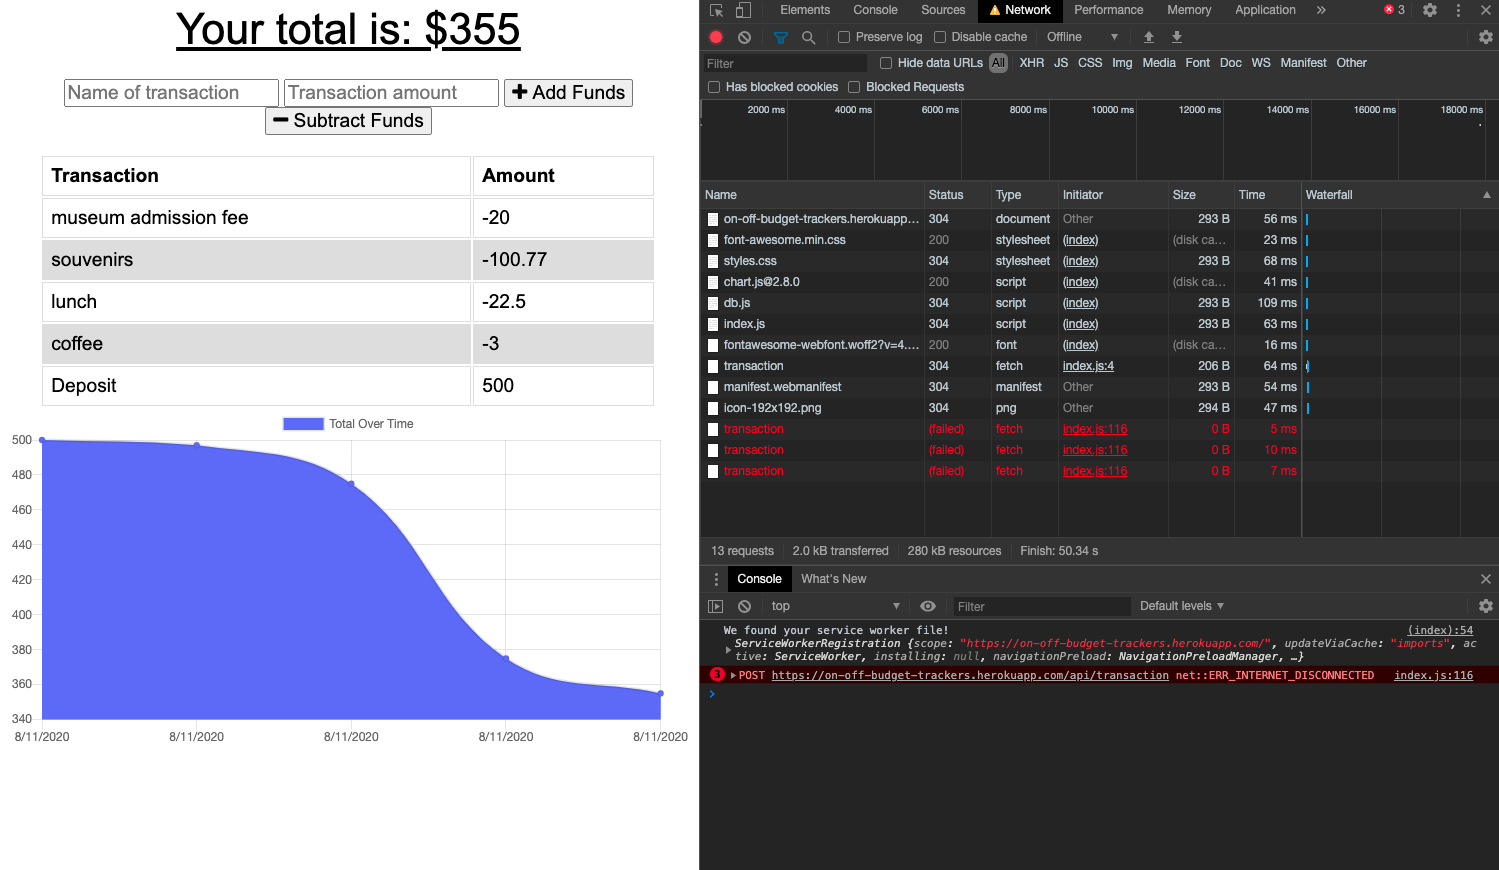 Your total is: $355
Name of transaction Transaction amount Add Funds
Subtract Funds
Transaction Amount
museum admission fee -20
souvenirs -100.77
lunch -22.5
coffee -3
Deposit 500
Total Over Time
500
480
460
440
420
400
380
360
340
8/11/2020 8/11/2020 8/11/2020 8/11/2020 8/11/2020
Elements Console Sources Network Performance Memory Application » 3
Preserve log Disable cache Offline
Filter Hide data URLs All XHR JS CSS Img Media Font Doc WS Manifest Other
Has blocked cookies Blocked Requests
2000 ms 4000 ms 6000 ms 8000 ms 10000 ms 12000 ms 14000 ms 16000 ms 18000 ms
Name Status Type Initiator Size Time Waterfall
on-off-budget-trackers.herokuapp... 304 document Other 293 B 56 ms
font-awesome.min.css 200 stylesheet (index) (disk ca... 23 ms
styles.css 304 stylesheet (index) 293 B 68 ms
chart.js@2.8.0 200 script (index) (disk ca... 41 ms
db.js 304 script (index) 293 B 109 ms
index.js 304 script (index) 293 B 63 ms
fontawesome-webfont.woff2?v=4.... 200 font (index) (disk ca... 16 ms
transaction 304 fetch index.js:4 206 B 64 ms
manifest.webmanifest 304 manifest Other 293 B 54 ms
icon-192x192.png 304 png Other 294 B 47 ms
transaction (failed) fetch index.js:116 0 B 5 ms
transaction (failed) fetch index.js:116 0 B 10 ms
transaction (failed) fetch index.js:116 0 B 7 ms
13 requests 2.0 kB transferred 280 kB resources Finish: 50.34 s
Console What's New
top Filter Default levels
We found your service worker file! (index):54
ServiceWorkerRegistration {scope: "https://on-off-budget-trackers.herokuapp.com/", updateViaCache: "imports", ac
tive: ServiceWorker, installing: null, navigationPreload: NavigationPreloadManager, …}
3 POST https://on-off-budget-trackers.herokuapp.com/api/transaction net::ERR_INTERNET_DISCONNECTED index.js:116